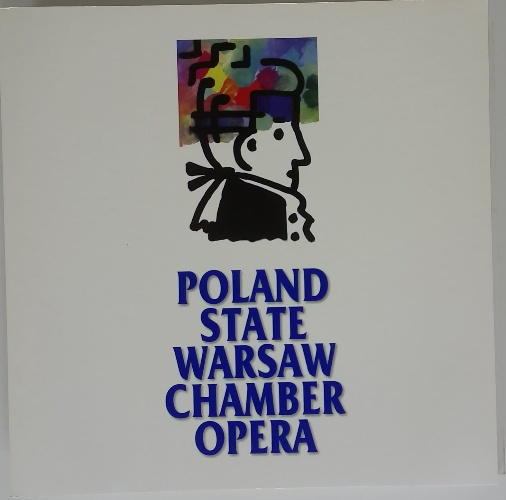 POLAND
STATE
WARSAW
CHAMBER
OPERA